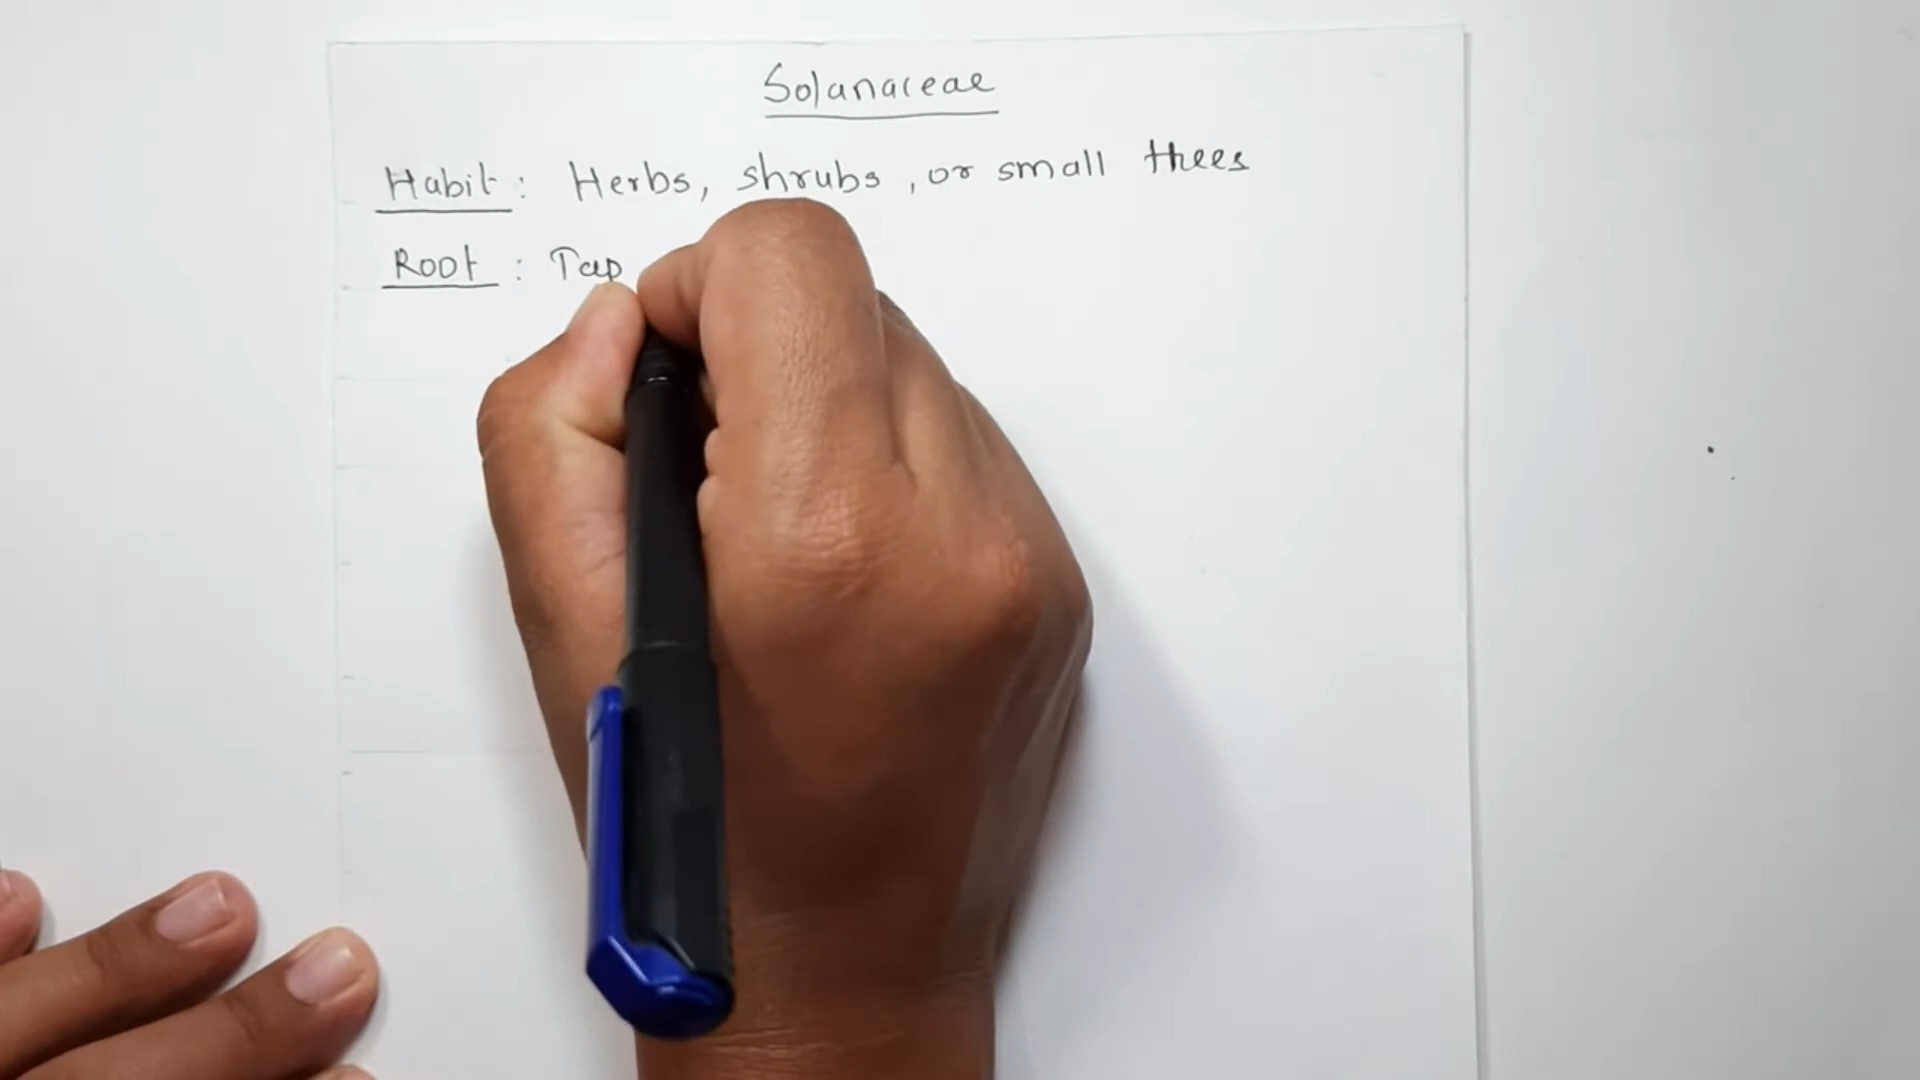 Solanaceae
Habit: Herbs, shrubs, or small trees
Root: Tap